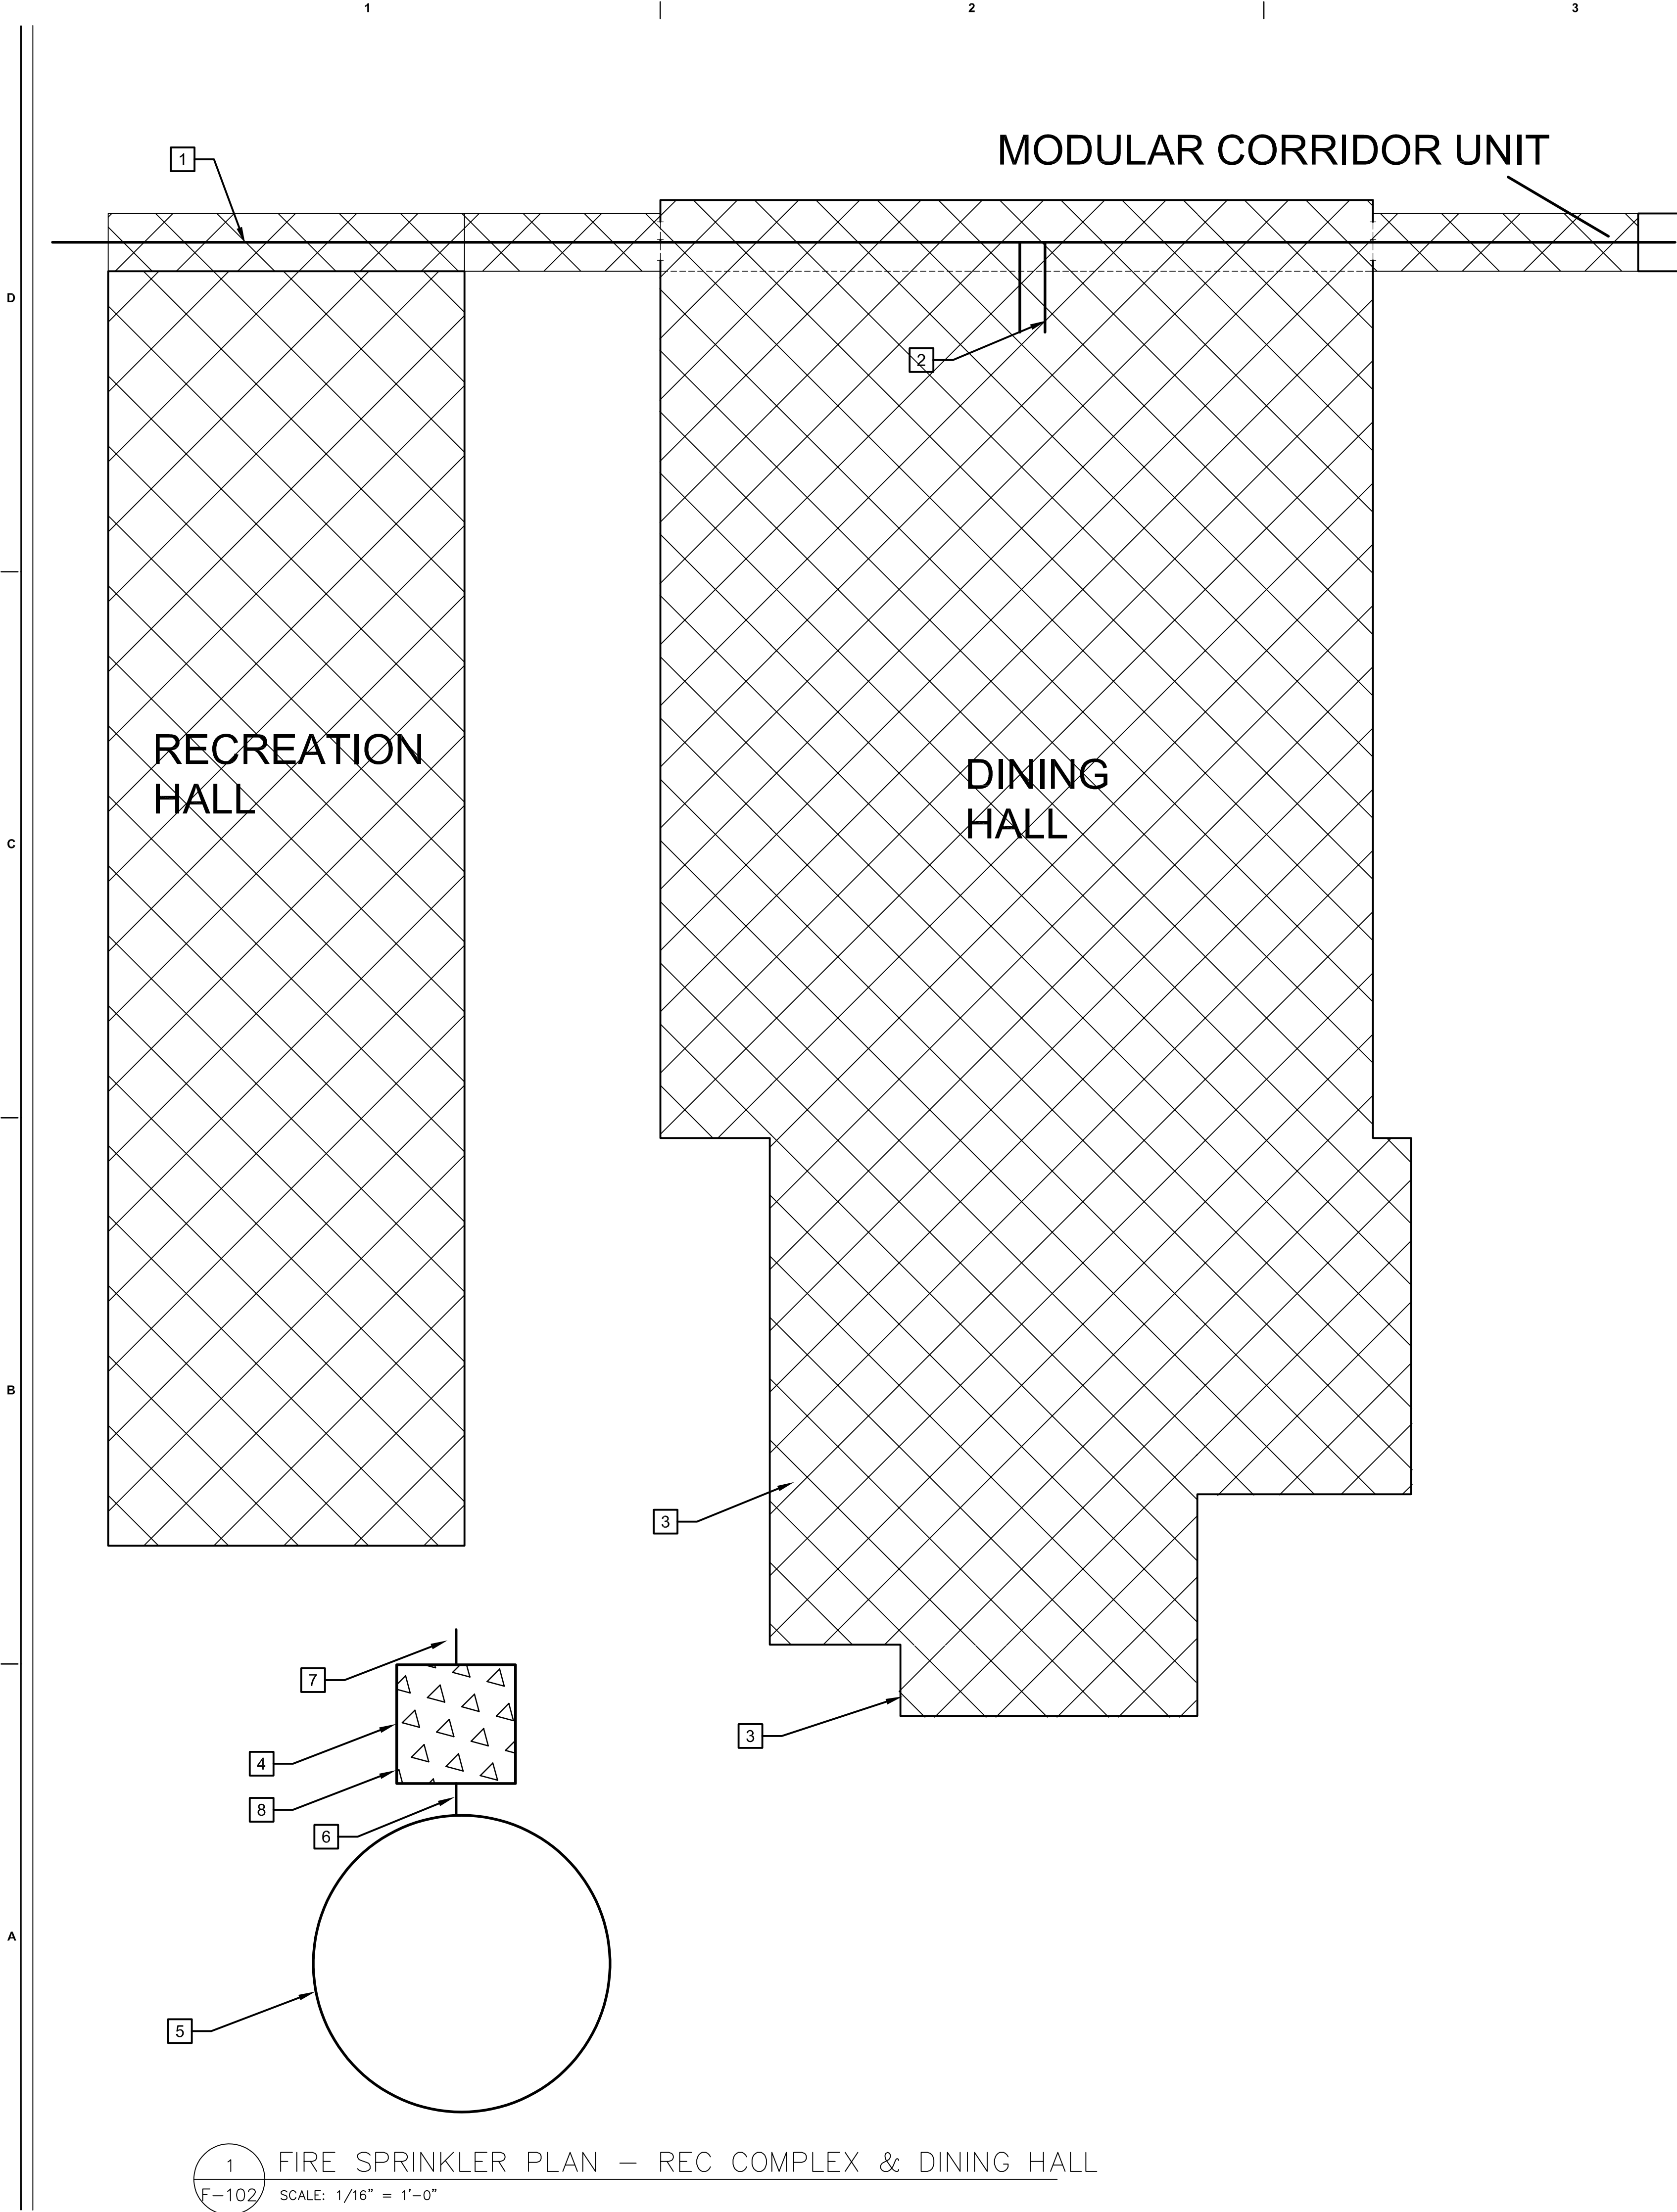 1
2
3
MODULAR CORRIDOR UNIT
1
D
2
RECREATION
HALL
DINING
HALL
C
B
3
7
3
4
8
6
A
5
1
F-102
FIRE SPRINKLER PLAN - REC COMPLEX & DINING HALL
SCALE: 1/16" = 1'-0"